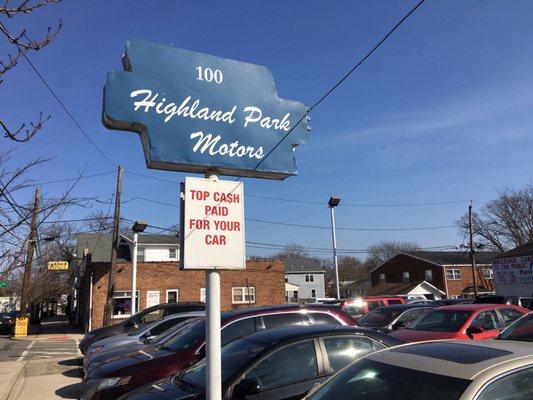 100
Highland Park
Motors
TOP CASH
PAID
FOR YOUR
CAR